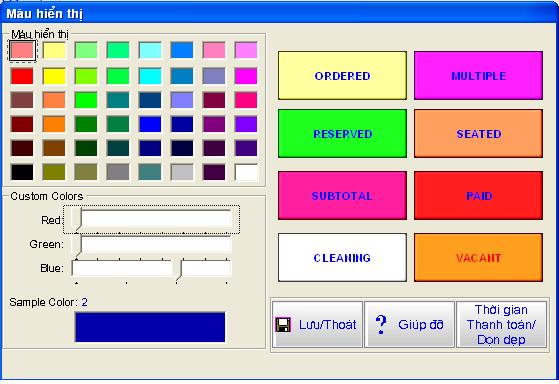 Màu hiển thị
Màu hiển thị
ORDERED
MULTIPLE
RESERVED
SEATED
SUBTOTAL
PAID
CLEANING
VACANT
Custom Colors
Red:
Green:
Blue:
Sample Color: 2
Lưu/Thoát
? Giúp đỡ
Thời gian
Thanh toán/
Dọn dẹp